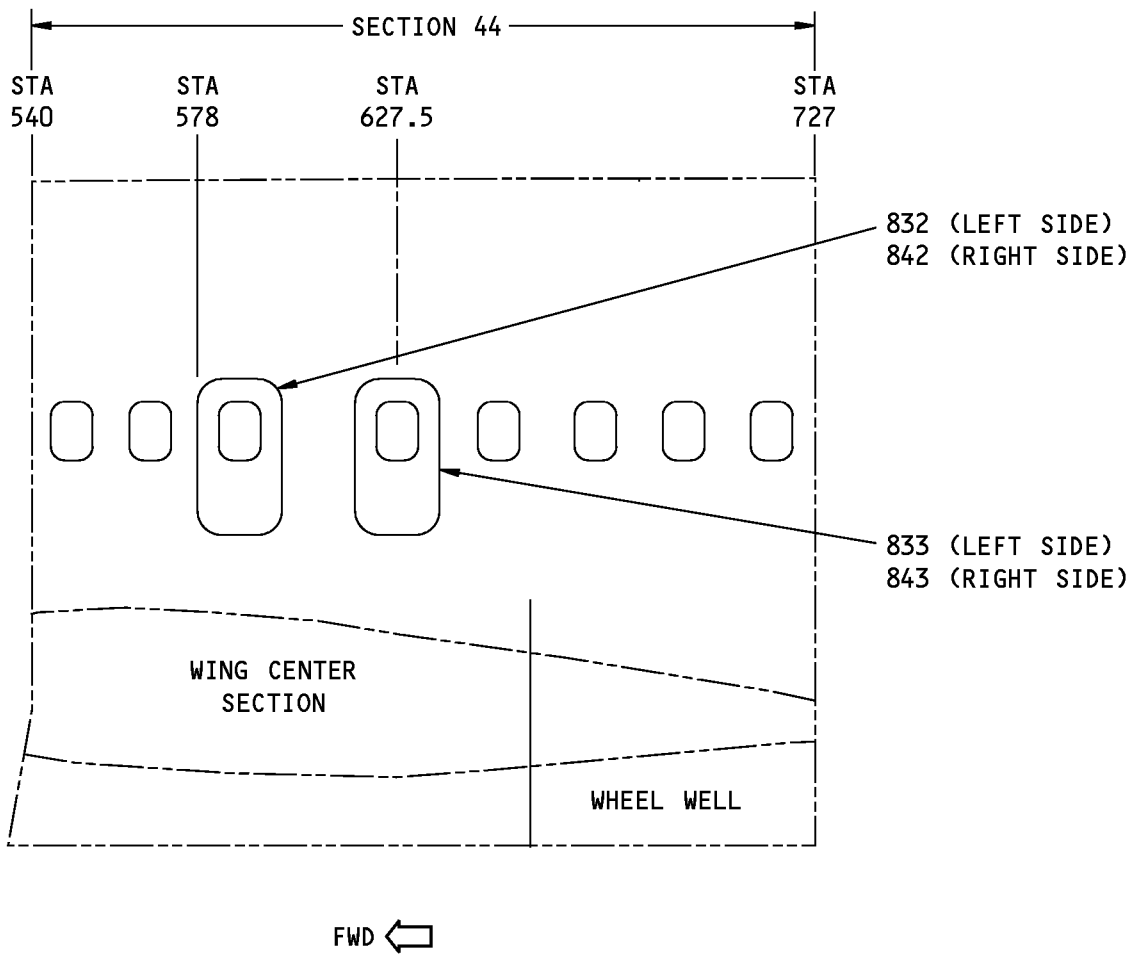 SECTION 44
STA STA STA STA
540 578 627.5 727
832 (LEFT SIDE)
842 (RIGHT SIDE)
833 (LEFT SIDE)
843 (RIGHT SIDE)
WING CENTER
SECTION
WHEEL WELL
FWD